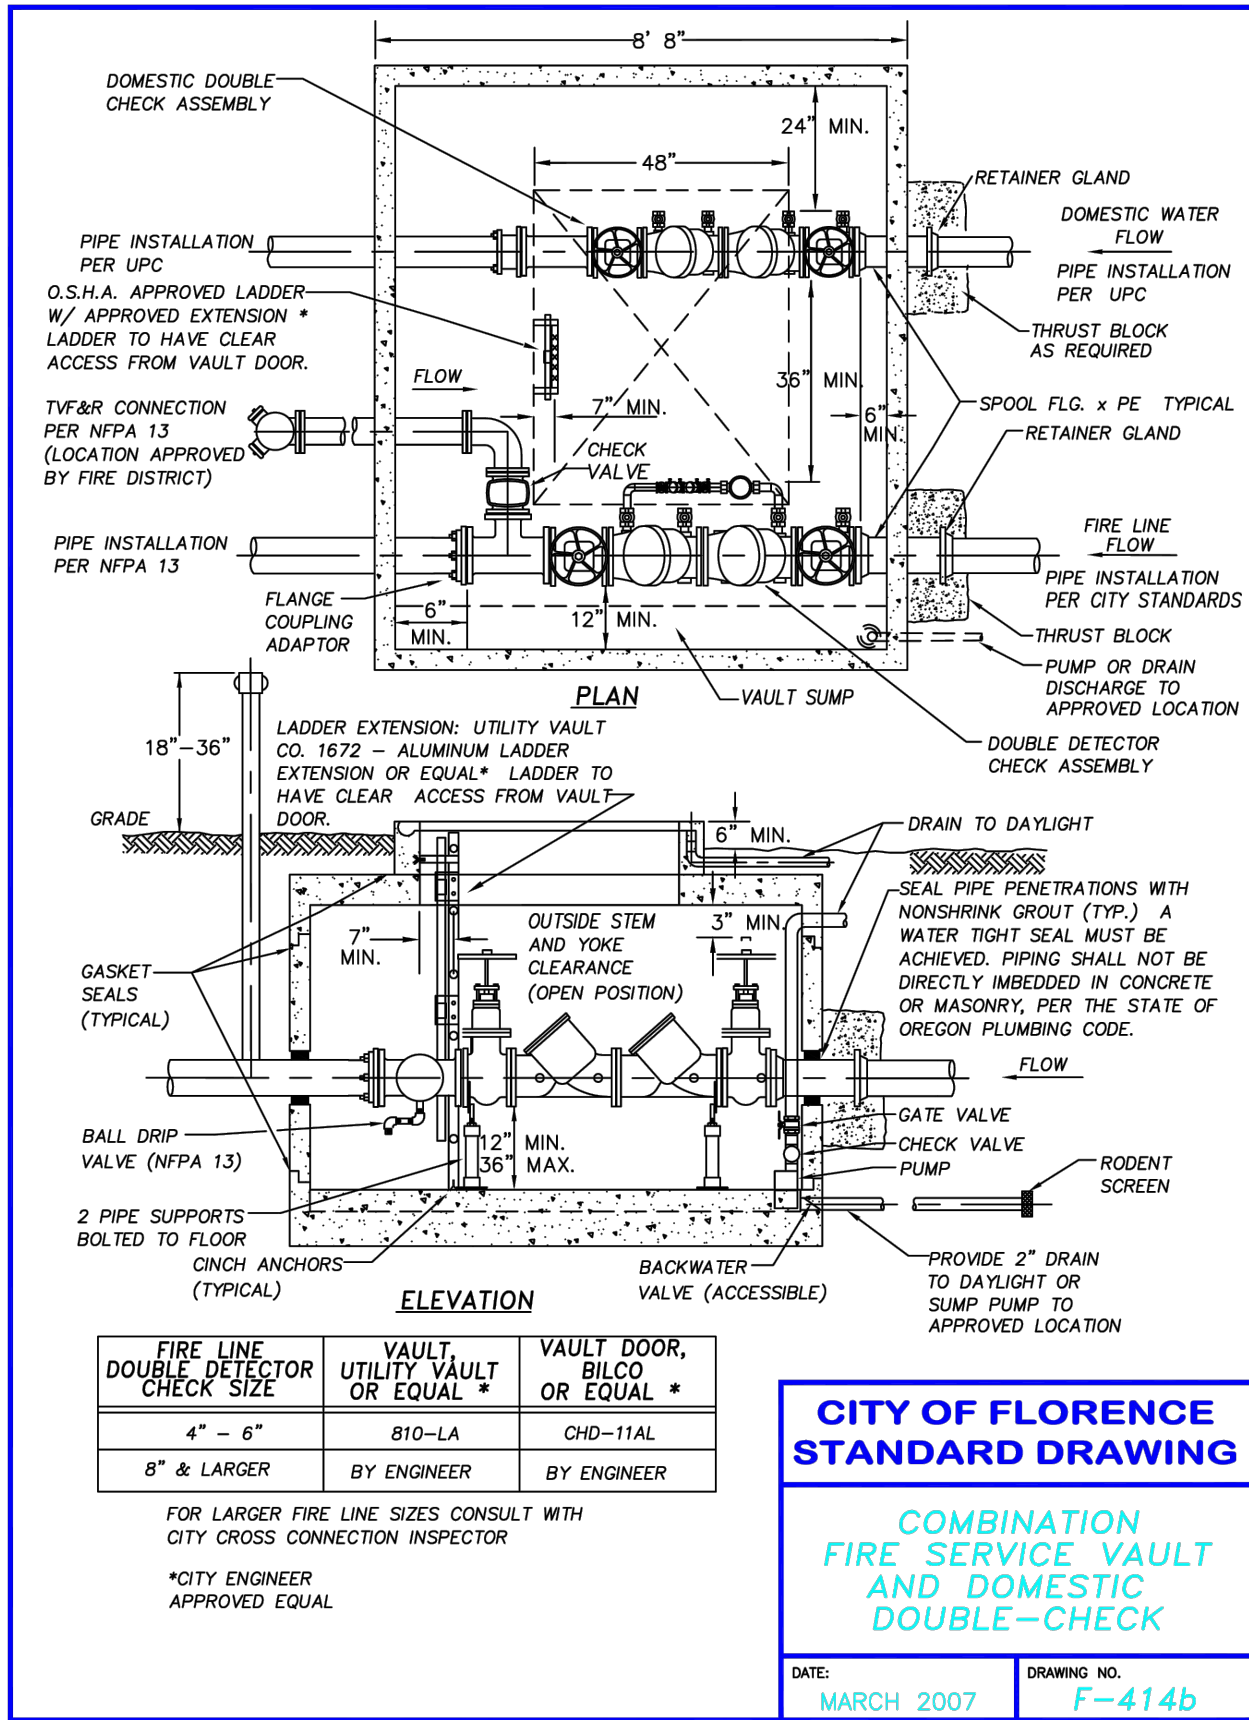 8' 8"
DOMESTIC DOUBLE
CHECK ASSEMBLY
24" MIN.
48"
RETAINER GLAND
DOMESTIC WATER
FLOW
PIPE INSTALLATION
PER UPC
PIPE INSTALLATION
PER UPC
O.S.H.A. APPROVED LADDER
W/ APPROVED EXTENSION *
LADDER TO HAVE CLEAR
ACCESS FROM VAULT DOOR.
THRUST BLOCK
AS REQUIRED
FLOW
36" MIN.
7" MIN.
6"
MIN.
SPOOL FLG. x PE TYPICAL
RETAINER GLAND
TVF&R CONNECTION
PER NFPA 13
(LOCATION APPROVED
BY FIRE DISTRICT)
CHECK
VALVE
FIRE LINE
FLOW
PIPE INSTALLATION
PER NFPA 13
PIPE INSTALLATION
PER CITY STANDARDS
FLANGE
COUPLING
ADAPTOR
6"
MIN.
12" MIN.
THRUST BLOCK
PUMP OR DRAIN
DISCHARGE TO
APPROVED LOCATION
PLAN
VAULT SUMP
DOUBLE DETECTOR
CHECK ASSEMBLY
18"-36"
LADDER EXTENSION: UTILITY VAULT
CO. 1672 - ALUMINUM LADDER
EXTENSION OR EQUAL* LADDER TO
HAVE CLEAR ACCESS FROM VAULT
DOOR.
GRADE
6" MIN.
DRAIN TO DAYLIGHT
SEAL PIPE PENETRATIONS WITH
NONSHRINK GROUT (TYP.) A
WATER TIGHT SEAL MUST BE
ACHIEVED. PIPING SHALL NOT BE
DIRECTLY IMBEDDED IN CONCRETE
OR MASONRY, PER THE STATE OF
OREGON PLUMBING CODE.
7"
MIN.
OUTSIDE STEM
AND YOKE
CLEARANCE
(OPEN POSITION)
3" MIN.
GASKET
SEALS
(TYPICAL)
FLOW
BALL DRIP
VALVE (NFPA 13)
12" MIN.
36" MAX.
GATE VALVE
CHECK VALVE
PUMP
RODENT
SCREEN
2 PIPE SUPPORTS
BOLTED TO FLOOR
CINCH ANCHORS
(TYPICAL)
BACKWATER
VALVE (ACCESSIBLE)
PROVIDE 2" DRAIN
TO DAYLIGHT OR
SUMP PUMP TO
APPROVED LOCATION
ELEVATION
FIRE LINE
DOUBLE DETECTOR
CHECK SIZE
VAULT,
UTILITY VAULT
OR EQUAL *
VAULT DOOR,
BILCO
OR EQUAL *
4" - 6"
810-LA
CHD-11AL
8" & LARGER
BY ENGINEER
BY ENGINEER
FOR LARGER FIRE LINE SIZES CONSULT WITH
CITY CROSS CONNECTION INSPECTOR
*CITY ENGINEER
APPROVED EQUAL
CITY OF FLORENCE
STANDARD DRAWING
COMBINATION
FIRE SERVICE VAULT
AND DOMESTIC
DOUBLE-CHECK
DATE:
MARCH 2007
DRAWING NO.
F-414b